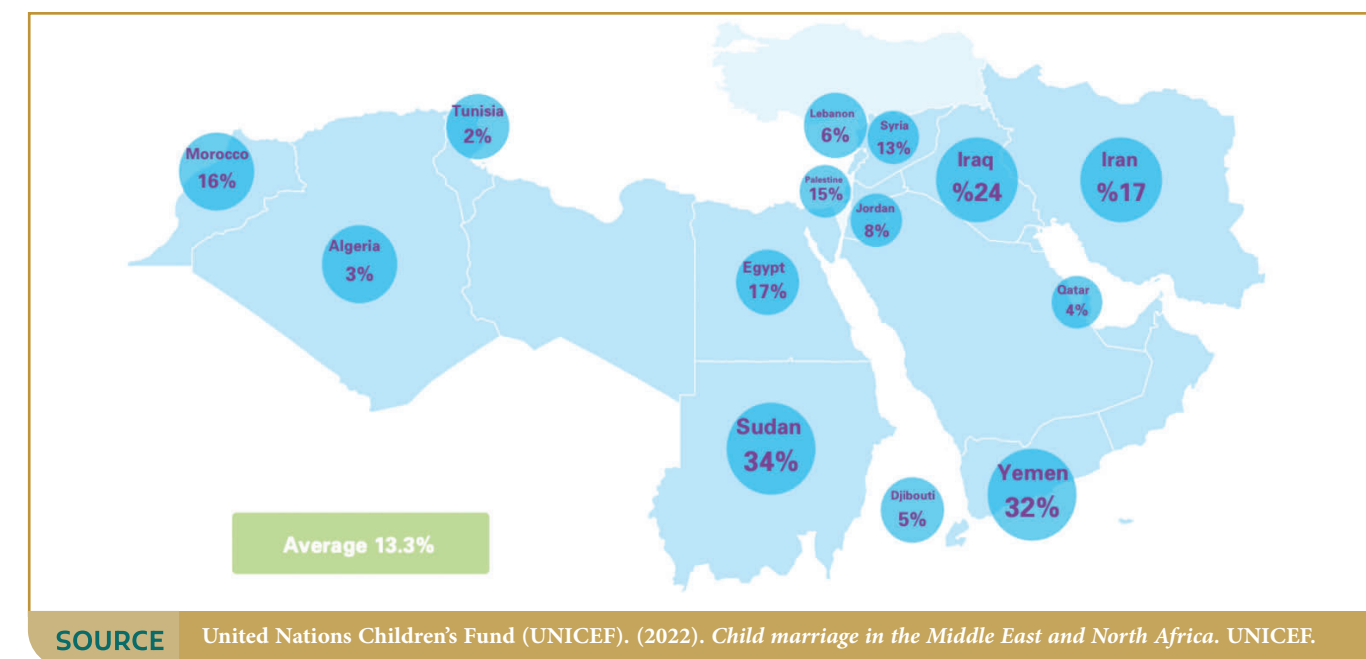 Tunisia
2%
Lebanon
6%
Syria
13%
Morocco
16%
Iraq
%24
Iran
%17
Palestine
15%
Jordan
8%
Algeria
3%
Egypt
17%
Qatar
4%
Sudan
34%
Yemen
32%
Djibouti
5%
Average 13.3%
SOURCE United Nations Children’s Fund (UNICEF). (2022). Child marriage in the Middle East and North Africa. UNICEF.